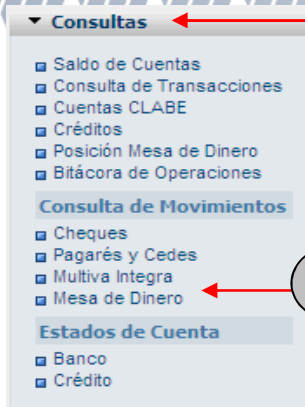 Consultas
Saldo de Cuentas
Consulta de Transacciones
Cuentas CLABE
Créditos
Posición Mesa de Dinero
Bitácora de Operaciones
Consulta de Movimientos
Cheques
Pagarés y Cedes
Multiva Integra
Mesa de Dinero
Estados de Cuenta
Banco
Crédito